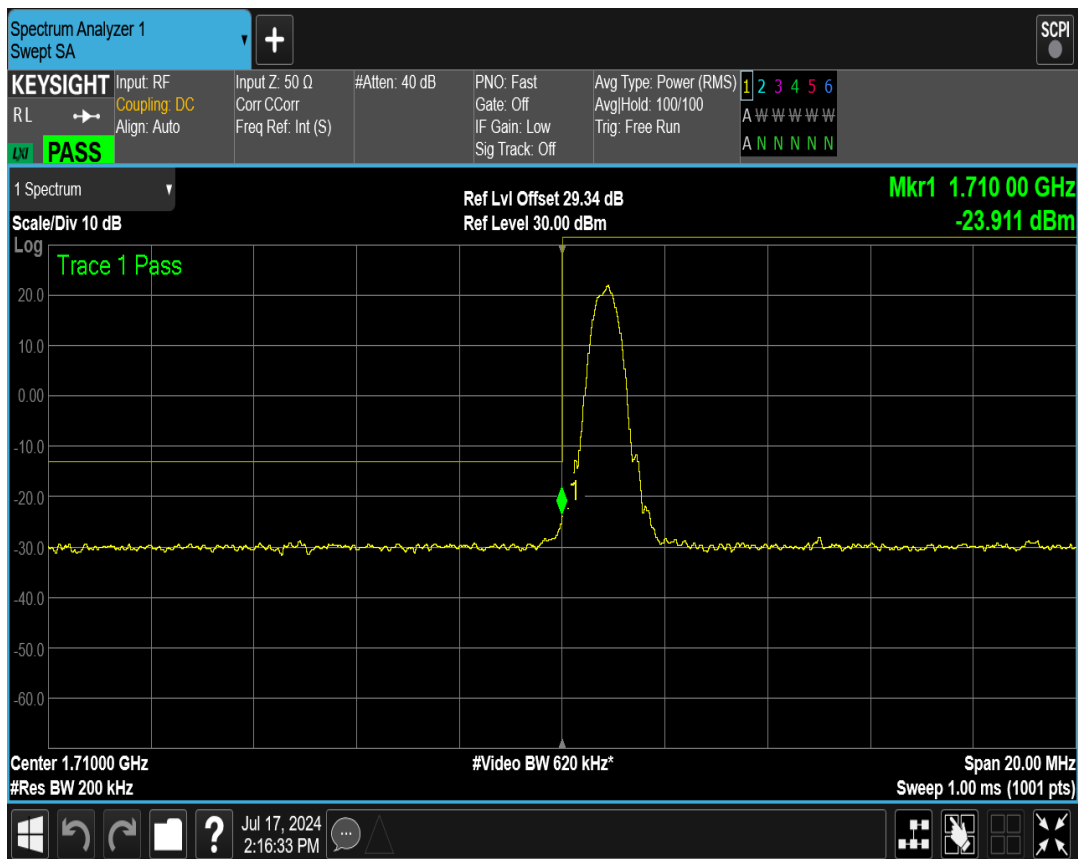 Spectrum Analyzer 1
Swept SA
+
SCPI
KEYSIGHT
RL
LXI PASS
Input: RF
Coupling: DC
Align: Auto
Input Z: 50 Ω
Corr CCorr
Freq Ref: Int (S)
#Atten: 40 dB
PNO: Fast
Gate: Off
IF Gain: Low
Sig Track: Off
Avg Type: Power (RMS)
Avg|Hold: 100/100
Trig: Free Run
1 2 3 4 5 6
A W W W W W
A N N N N N
1 Spectrum
Scale/Div 10 dB
Ref Lvl Offset 29.34 dB
Ref Level 30.00 dBm
Mkr1 1.710 00 GHz
-23.911 dBm
Log
Trace 1 Pass
20.0
10.0
0.00
-10.0
-20.0
-30.0
-40.0
-50.0
-60.0
1
Center 1.71000 GHz
#Res BW 200 kHz
#Video BW 620 kHz*
Span 20.00 MHz
Sweep 1.00 ms (1001 pts)
?
Jul 17, 2024
2:16:33 PM